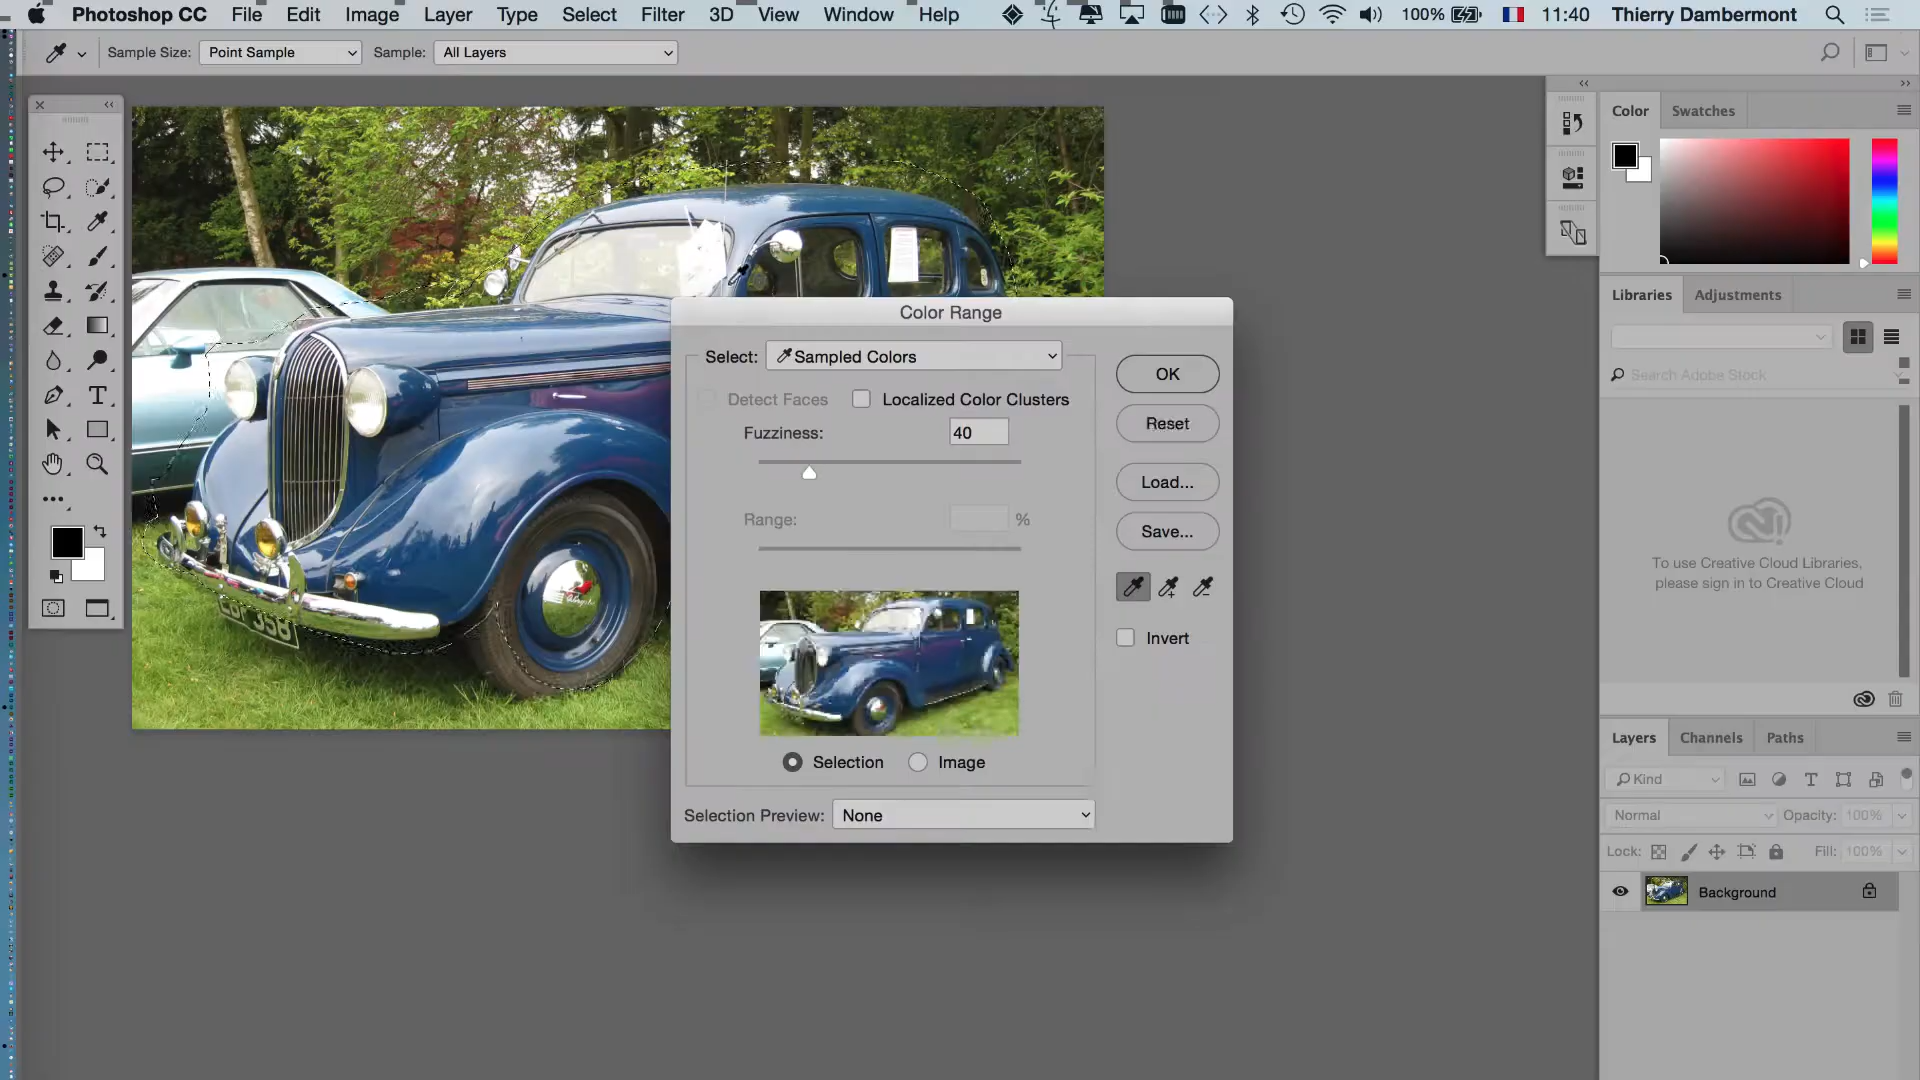 Photoshop CC File Edit Image Layer Type Select Filter 3D View Window Help 100% 11:40 Thierry Dambermont
Sample Size: Point Sample Sample: All Layers
Color Swatches
Libraries Adjustments
Search Adobe Stock
To use Creative Cloud Libraries,
please sign in to Creative Cloud
Color Range
Select: Sampled Colors
Detect Faces Localized Color Clusters
Fuzziness: 40
Range: %
Selection Image
Selection Preview: None
OK
Reset
Load...
Save...
Invert
Layers Channels Paths
Kind
Normal Opacity: 100%
Lock: Fill: 100%
Background